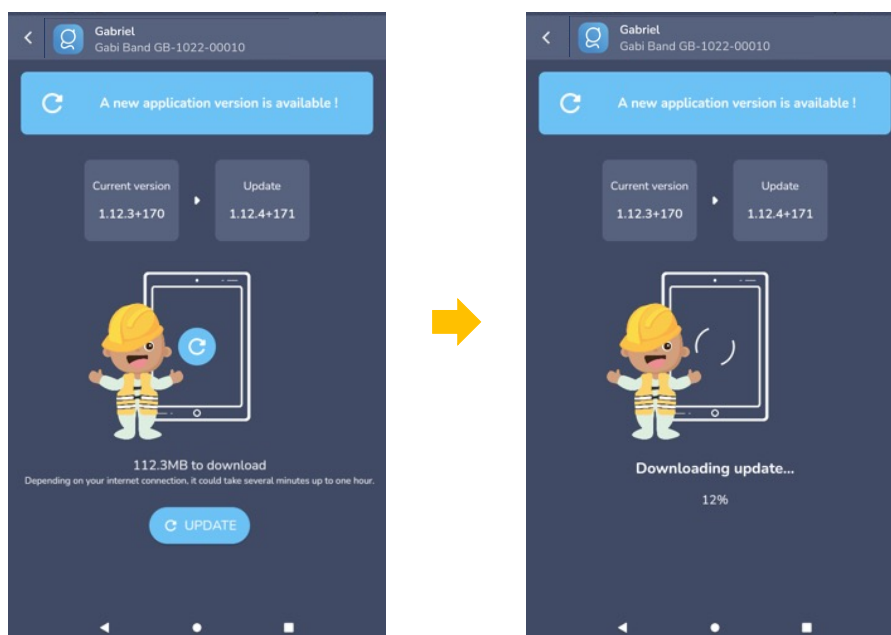 Gabriel
Gabi Band GB-1022-00010
A new application version is available !
Current version
1.12.3+170
Update
1.12.4+171
112.3MB to download
Depending on your internet connection, it could take several minutes up to one hour.
UPDATE
Gabriel
Gabi Band GB-1022-00010
A new application version is available !
Current version
1.12.3+170
Update
1.12.4+171
Downloading update...
12%